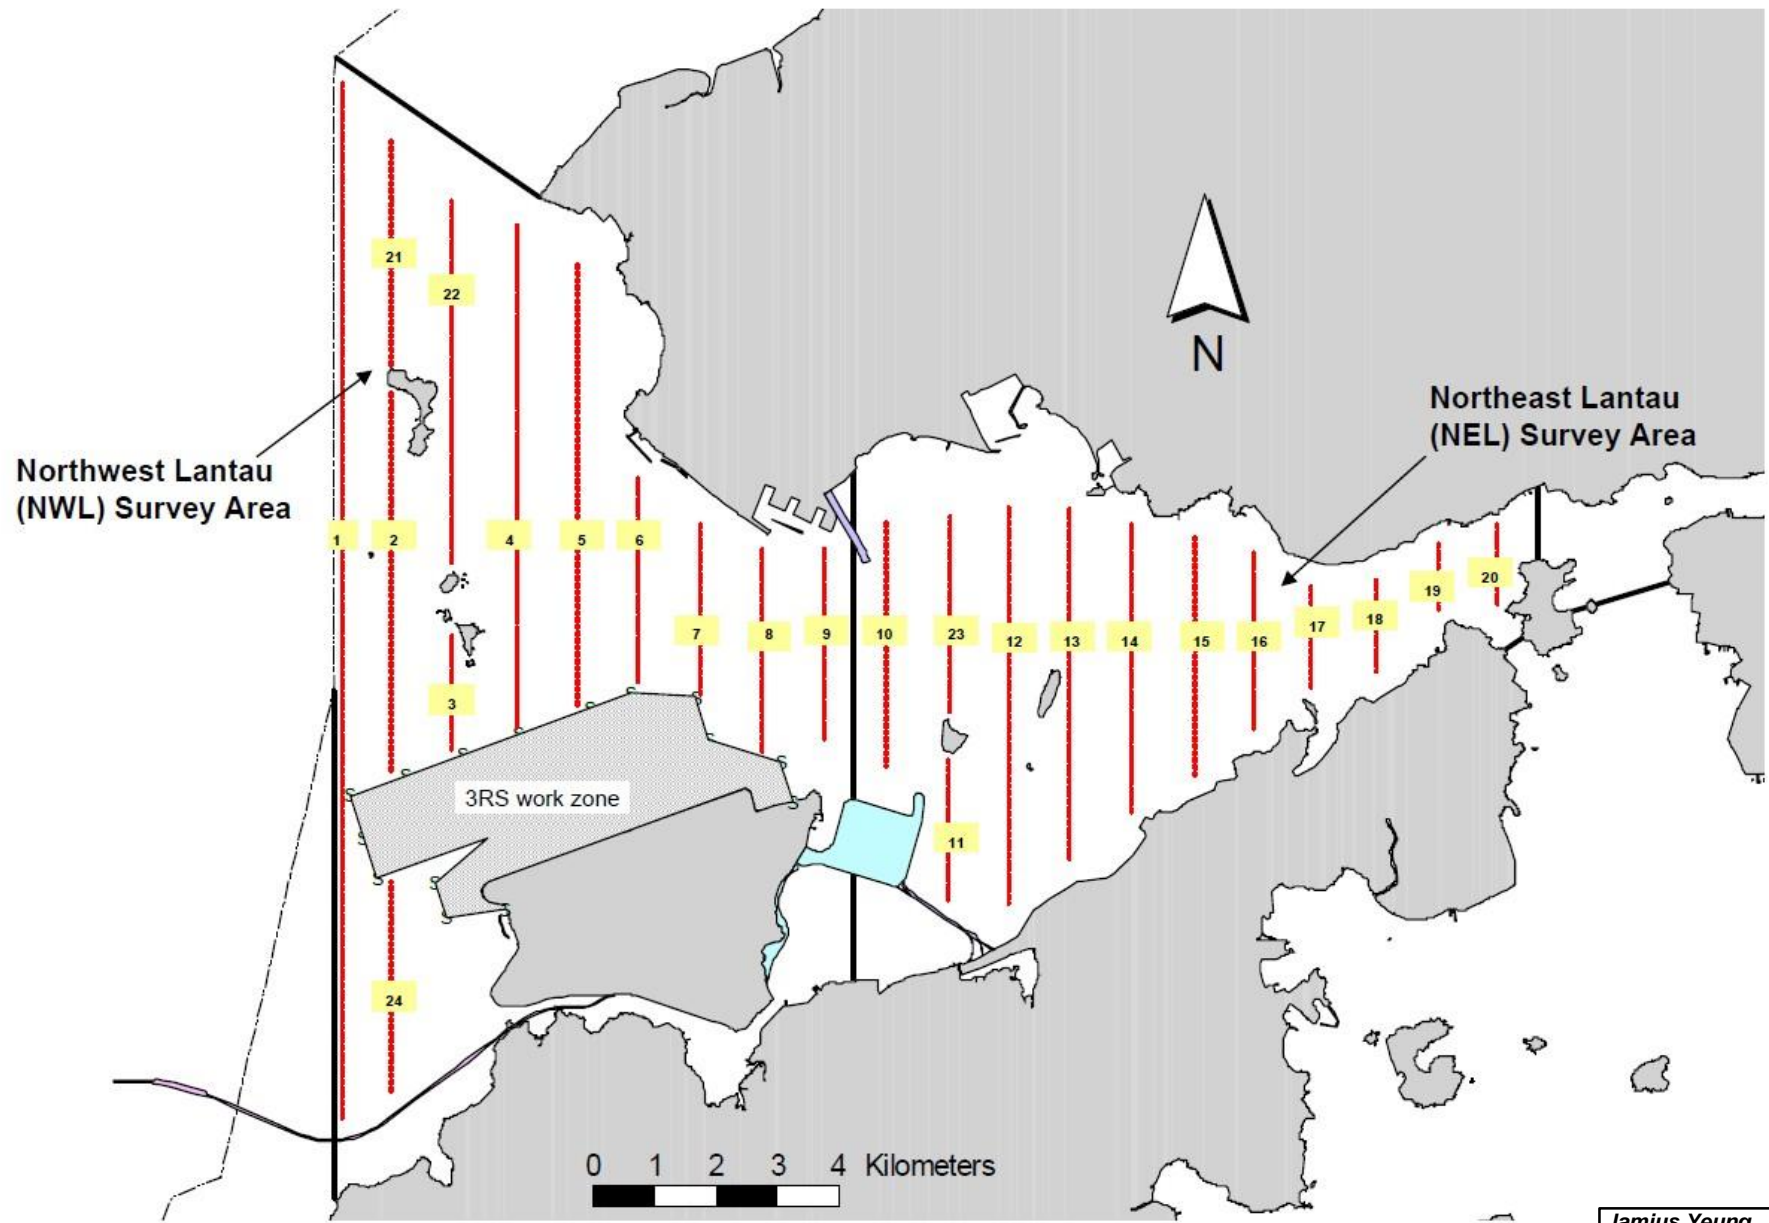 21
22
N
Northeast Lantau
(NEL) Survey Area
Northwest Lantau
(NWL) Survey Area
1
2
4
5
6
19
20
7
8
9
10
23
12
13
14
15
16
17
18
3
S
S
S
S
S
S
S
S
S
S
3RS work zone
S
S
11
S
S
S
S
24
0 1 2 3 4 Kilometers